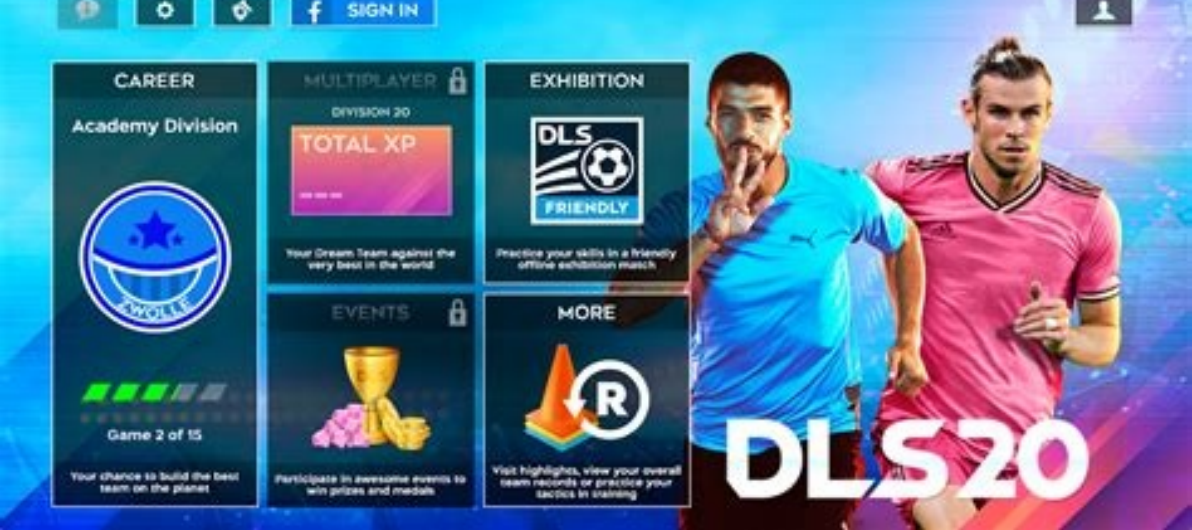 SIGN IN
CAREER
Academy Division
ZWOLLE
Game 2 of 15
Your chance to build the best
team on the planet
MULTIPLAYER
DIVISION 20
TOTAL XP
Your Dream Team against the
very best in the world
EXHIBITION
DLS
FRIENDLY
Practice your skills in a friendly
offline exhibition match
EVENTS
Participate in awesome events to
win prizes and medals
MORE
R
Visit highlights, view your overall
team records or practice your
tactics in training
DLS20